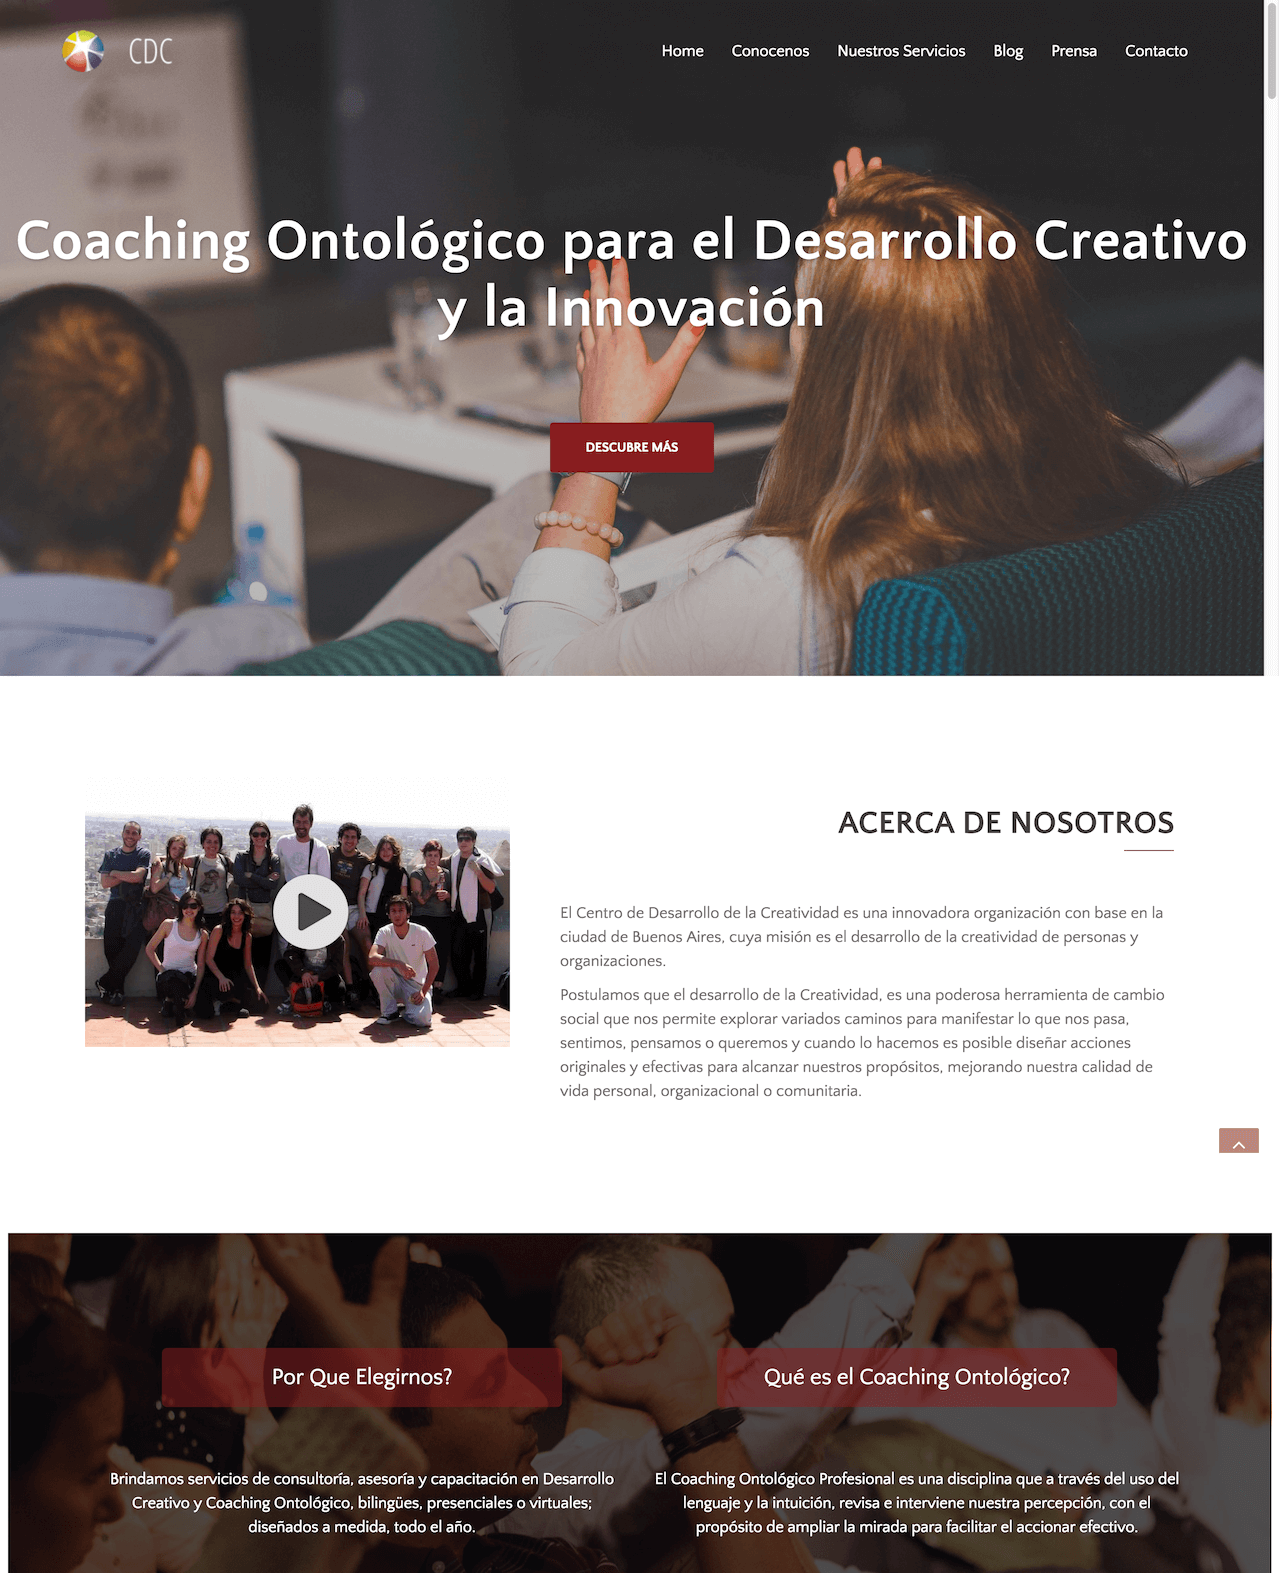 CDC
Home Conocenos Nuestros Servicios Blog Prensa Contacto
Coaching Ontológico para el Desarrollo Creativo
y la Innovación
DESCUBRE MÁS
ACERCA DE NOSOTROS
El Centro de Desarrollo de la Creatividad es una innovadora organización con base en la
ciudad de Buenos Aires, cuya misión es el desarrollo de la creatividad de personas y
organizaciones.
Postulamos que el desarrollo de la Creatividad, es una poderosa herramienta de cambio
social que nos permite explorar variados caminos para manifestar lo que nos pasa,
sentimos, pensamos o queremos y cuando lo hacemos es posible diseñar acciones
originales y efectivas para alcanzar nuestros propósitos, mejorando nuestra calidad de
vida personal, organizacional o comunitaria.
Por Que Elegirnos?
Brindamos servicios de consultoría, asesoría y capacitación en Desarrollo
Creativo y Coaching Ontológico, bilingües, presenciales o virtuales;
diseñados a medida, todo el año.
Qué es el Coaching Ontológico?
El Coaching Ontológico Profesional es una disciplina que a través del uso del
lenguaje y la intuición, revisa e interviene nuestra percepción, con el
propósito de ampliar la mirada para facilitar el accionar efectivo.